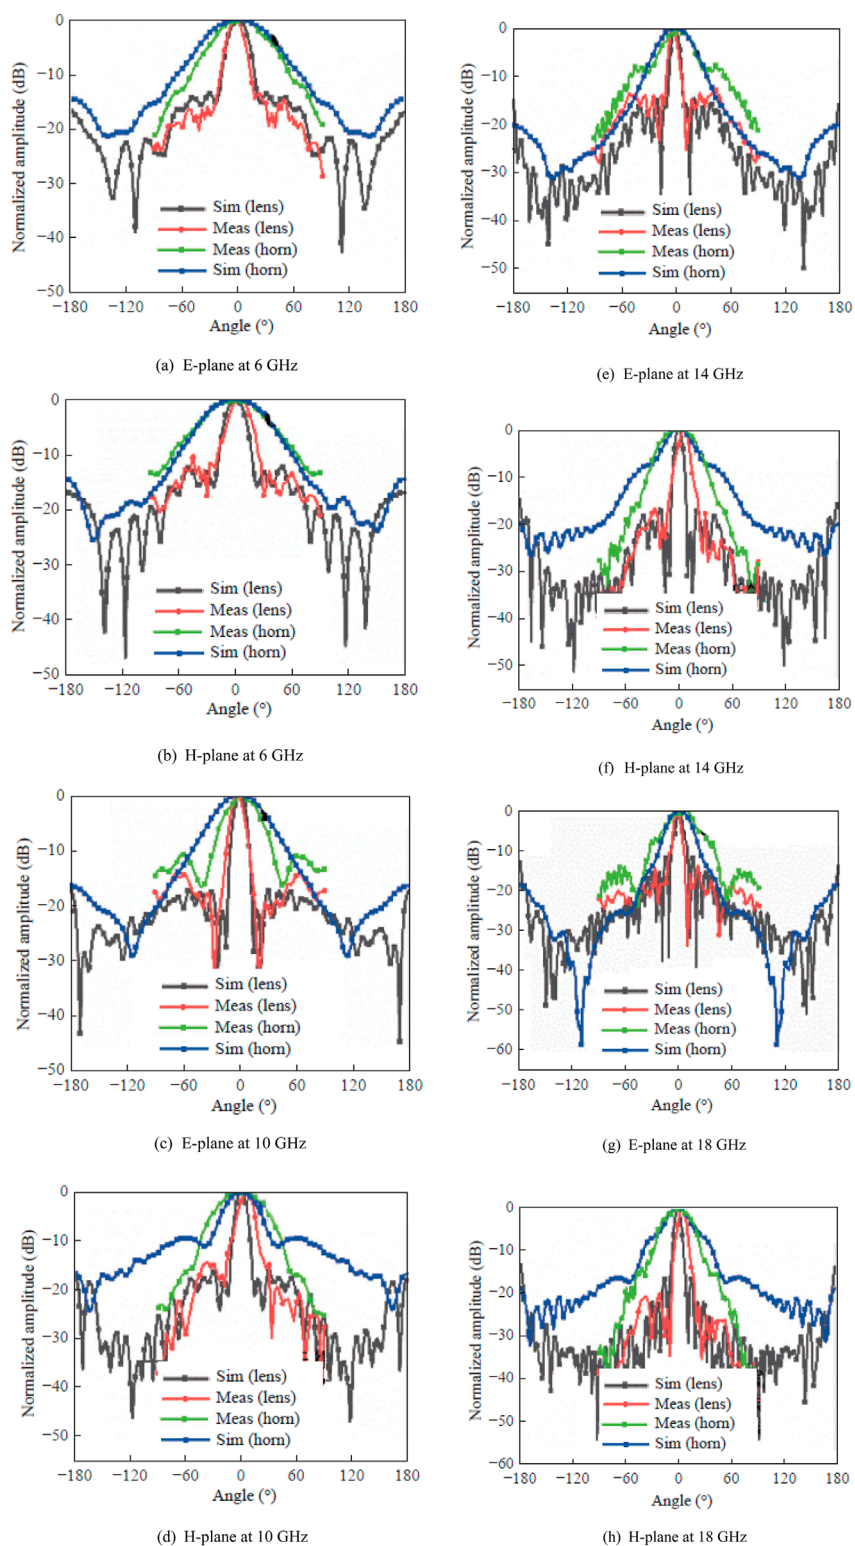 Normalized amplitude (dB)
0
−10
−20
−30
−40
−50
Sim (lens)
Meas (lens)
Meas (horn)
Sim (horn)
−180 −120 −60 0 60 120 180
Angle (°)
(a) E-plane at 6 GHz
Normalized amplitude (dB)
0
−10
−20
−30
−40
−50
Sim (lens)
Meas (lens)
Meas (horn)
Sim (horn)
−180 −120 −60 0 60 120 180
Angle (°)
(e) E-plane at 14 GHz
Normalized amplitude (dB)
0
−10
−20
−30
−40
−50
Sim (lens)
Meas (lens)
Meas (horn)
Sim (horn)
−180 −120 −60 0 60 120 180
Angle (°)
(b) H-plane at 6 GHz
Normalized amplitude (dB)
0
−10
−20
−30
−40
−50
Sim (lens)
Meas (lens)
Meas (horn)
Sim (horn)
−180 −120 −60 0 60 120 180
Angle (°)
(f) H-plane at 14 GHz
Normalized amplitude (dB)
0
−10
−20
−30
−40
−50
Sim (lens)
Meas (lens)
Meas (horn)
Sim (horn)
−180 −120 −60 0 60 120 180
Angle (°)
(c) E-plane at 10 GHz
Normalized amplitude (dB)
0
−10
−20
−30
−40
−50
−60
Sim (lens)
Meas (lens)
Meas (horn)
Sim (horn)
−180 −120 −60 0 60 120 180
Angle (°)
(g) E-plane at 18 GHz
Normalized amplitude (dB)
0
−10
−20
−30
−40
−50
Sim (lens)
Meas (lens)
Meas (horn)
Sim (horn)
−180 −120 −60 0 60 120 180
Angle (°)
(d) H-plane at 10 GHz
Normalized amplitude (dB)
0
−10
−20
−30
−40
−50
−60
Sim (lens)
Meas (lens)
Meas (horn)
Sim (horn)
−180 −120 −60 0 60 120 180
Angle (°)
(h) H-plane at 18 GHz